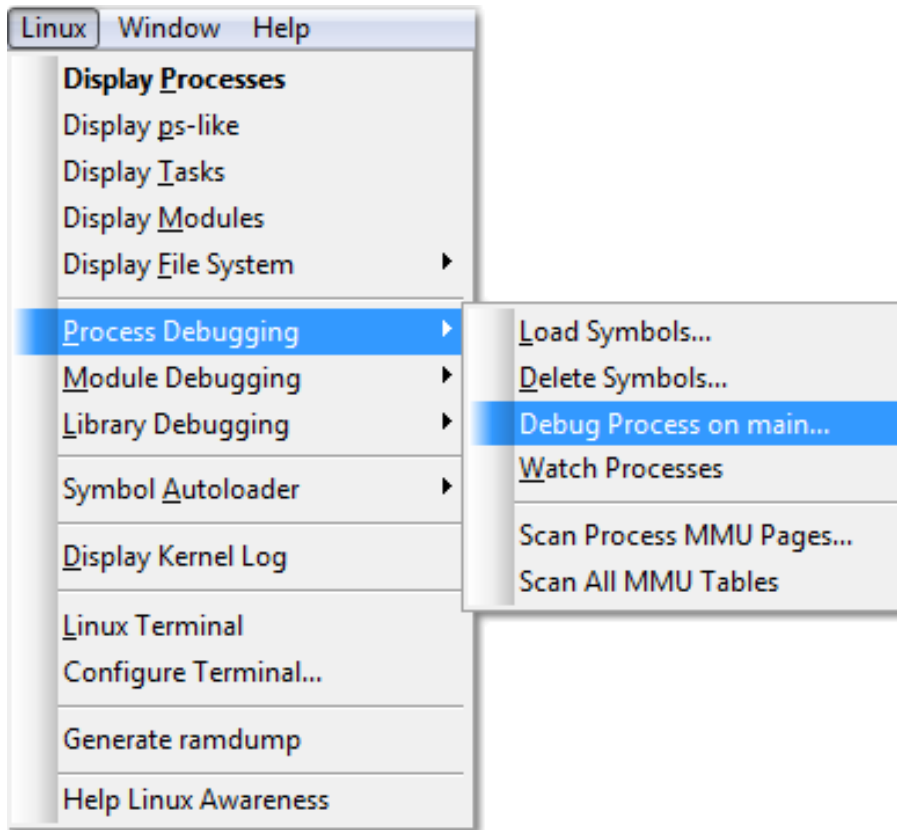 Linux Window Help
Display Processes
Display ps-like
Display Tasks
Display Modules
Display File System
Process Debugging
Module Debugging
Library Debugging
Symbol Autoloader
Display Kernel Log
Linux Terminal
Configure Terminal...
Generate ramdump
Help Linux Awareness
Load Symbols...
Delete Symbols...
Debug Process on main...
Watch Processes
Scan Process MMU Pages...
Scan All MMU Tables